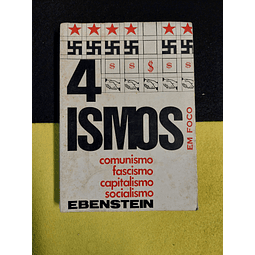 4
ISMOS
EM FOCO
comunismo
fascismo
capitalismo
socialismo
EBENSTEIN